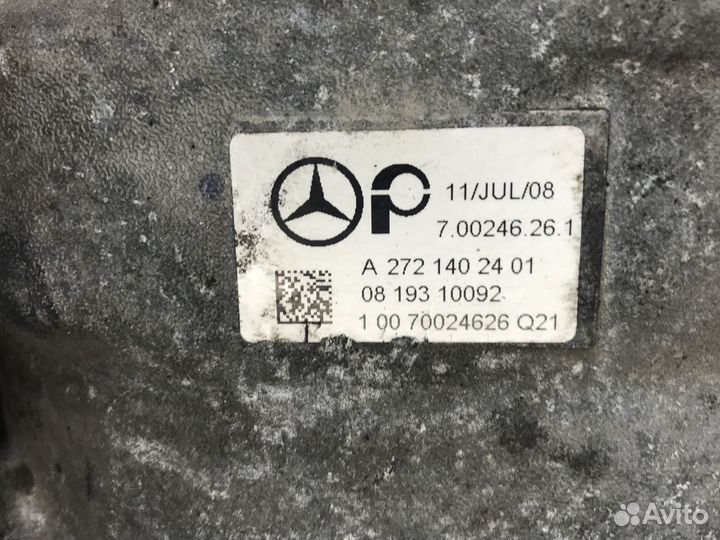 11/JUL/08
7.00246.26.1
A 272 140 24 01
08 193 10092
1 00 70024626 Q21
Avito